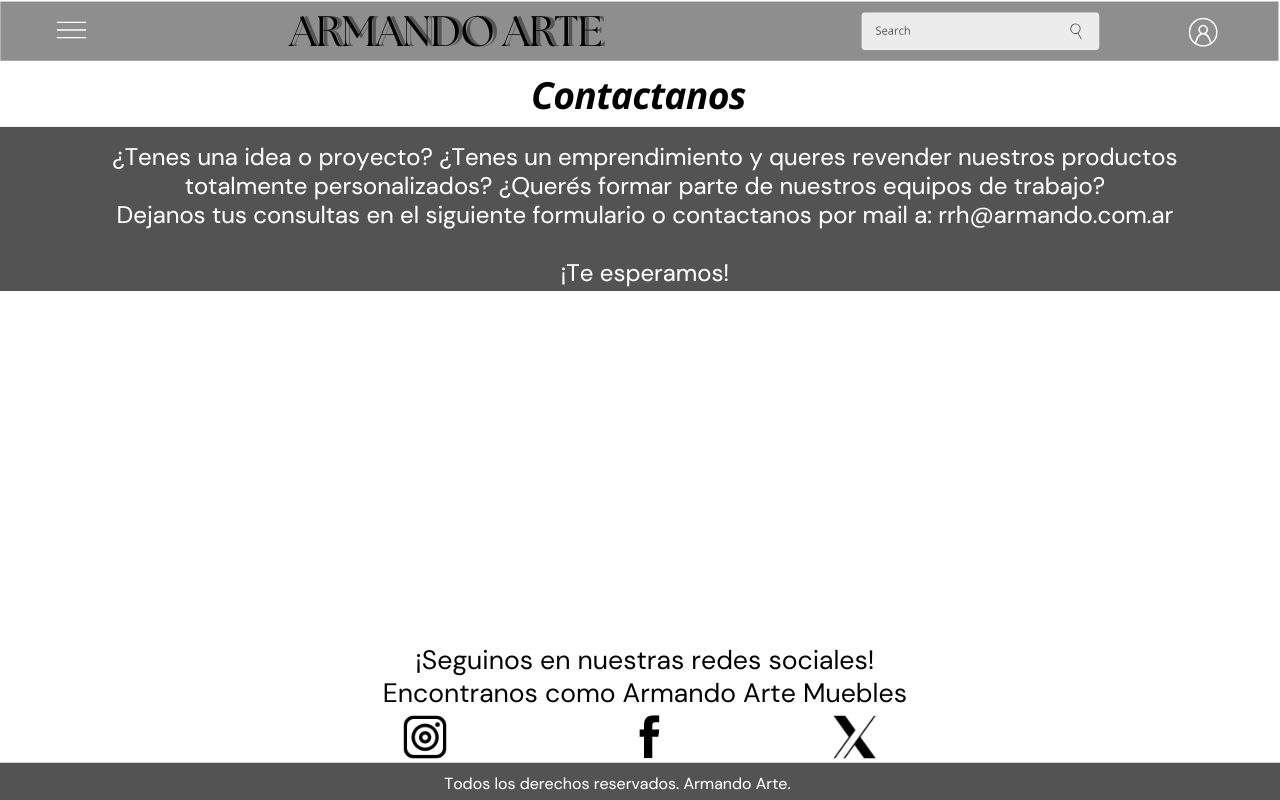 ARMANDO ARTE
Search
Contactanos
¿Tenes una idea o proyecto? ¿Tenes un emprendimiento y queres revender nuestros productos
totalmente personalizados? ¿Querés formar parte de nuestros equipos de trabajo?
Dejanos tus consultas en el siguiente formulario o contactanos por mail a: rrh@armando.com.ar
¡Te esperamos!
¡Seguinos en nuestras redes sociales!
Encontranos como Armando Arte Muebles
Todos los derechos reservados. Armando Arte.